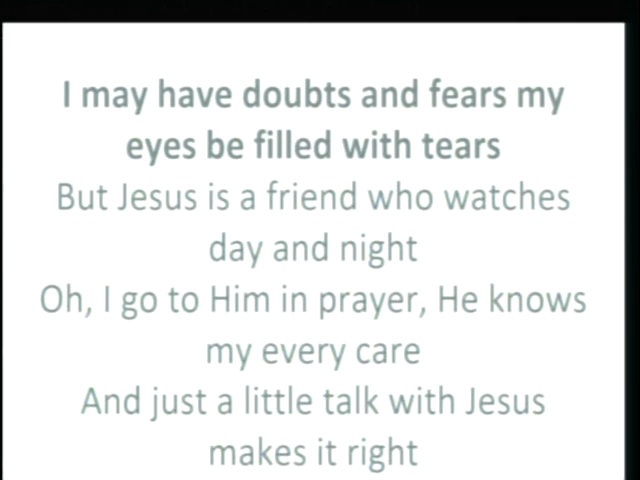 I may have doubts and fears my
eyes be filled with tears
But Jesus is a friend who watches
day and night
Oh, I go to Him in prayer, He knows
my every care
And just a little talk with Jesus
makes it right